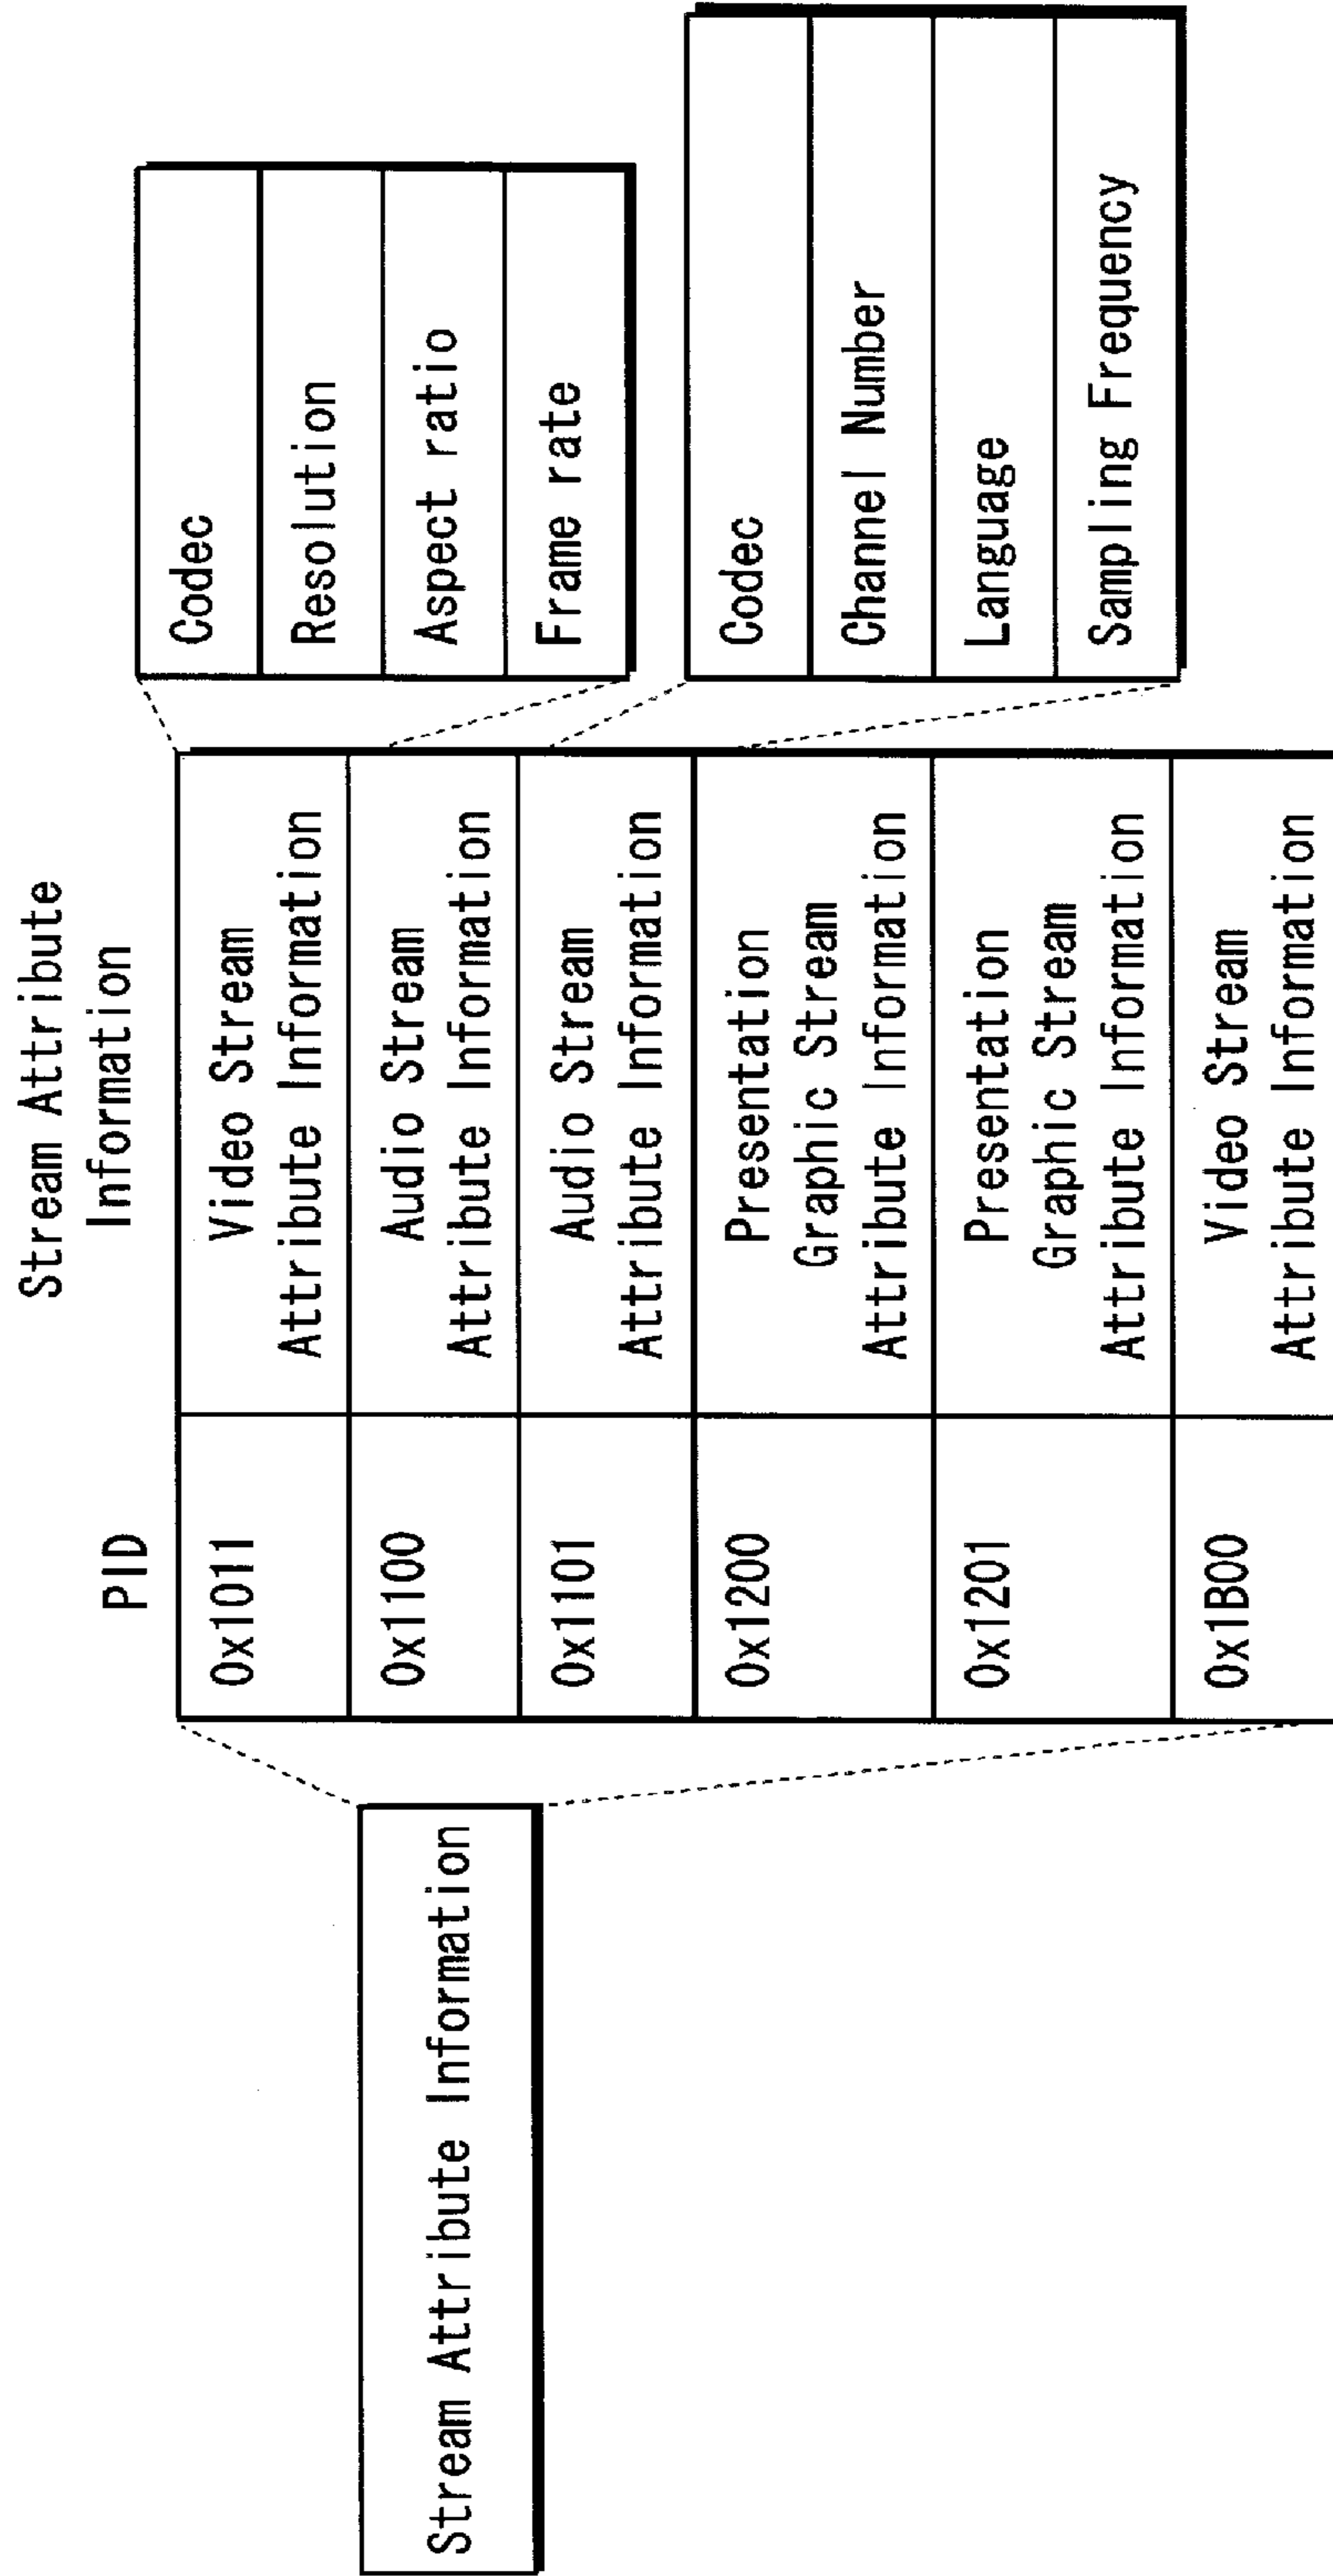 Stream Attribute Information
PID
Stream Attribute
Information
0x1011
Video Stream
Attribute Information
0x1100
Audio Stream
Attribute Information
0x1101
Audio Stream
Attribute Information
0x1200
Presentation
Graphic Stream
Attribute Information
0x1201
Presentation
Graphic Stream
Attribute Information
0x1B00
Video Stream
Attribute Information
Codec
Resolution
Aspect ratio
Frame rate
Codec
Channel Number
Language
Sampling Frequency